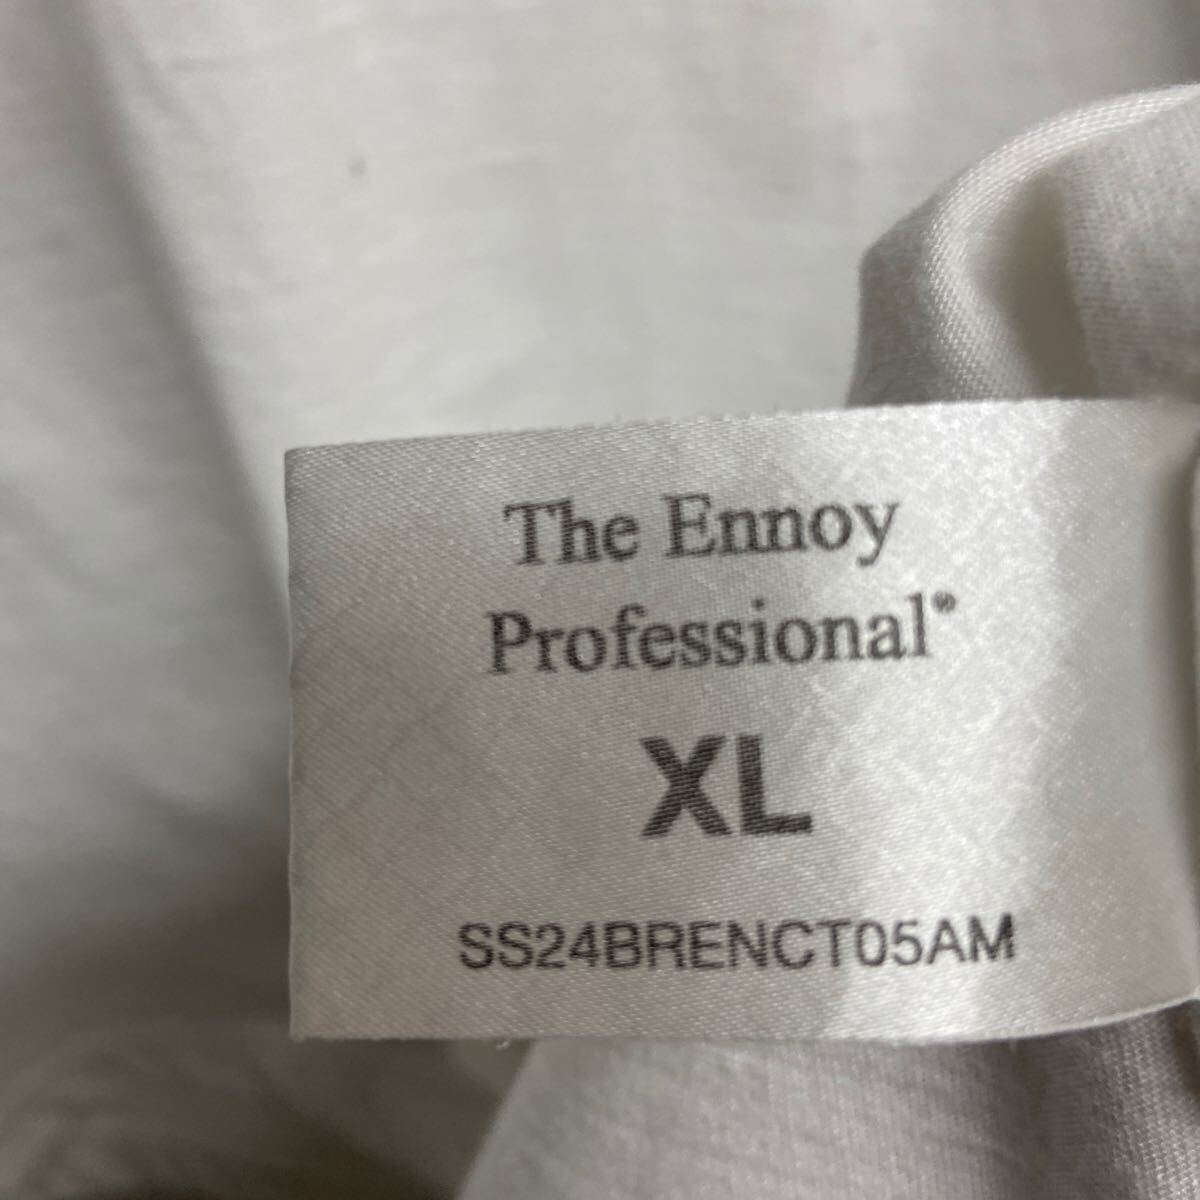 The Ennoy
Professional®
XL
SS24BRENCT05AM